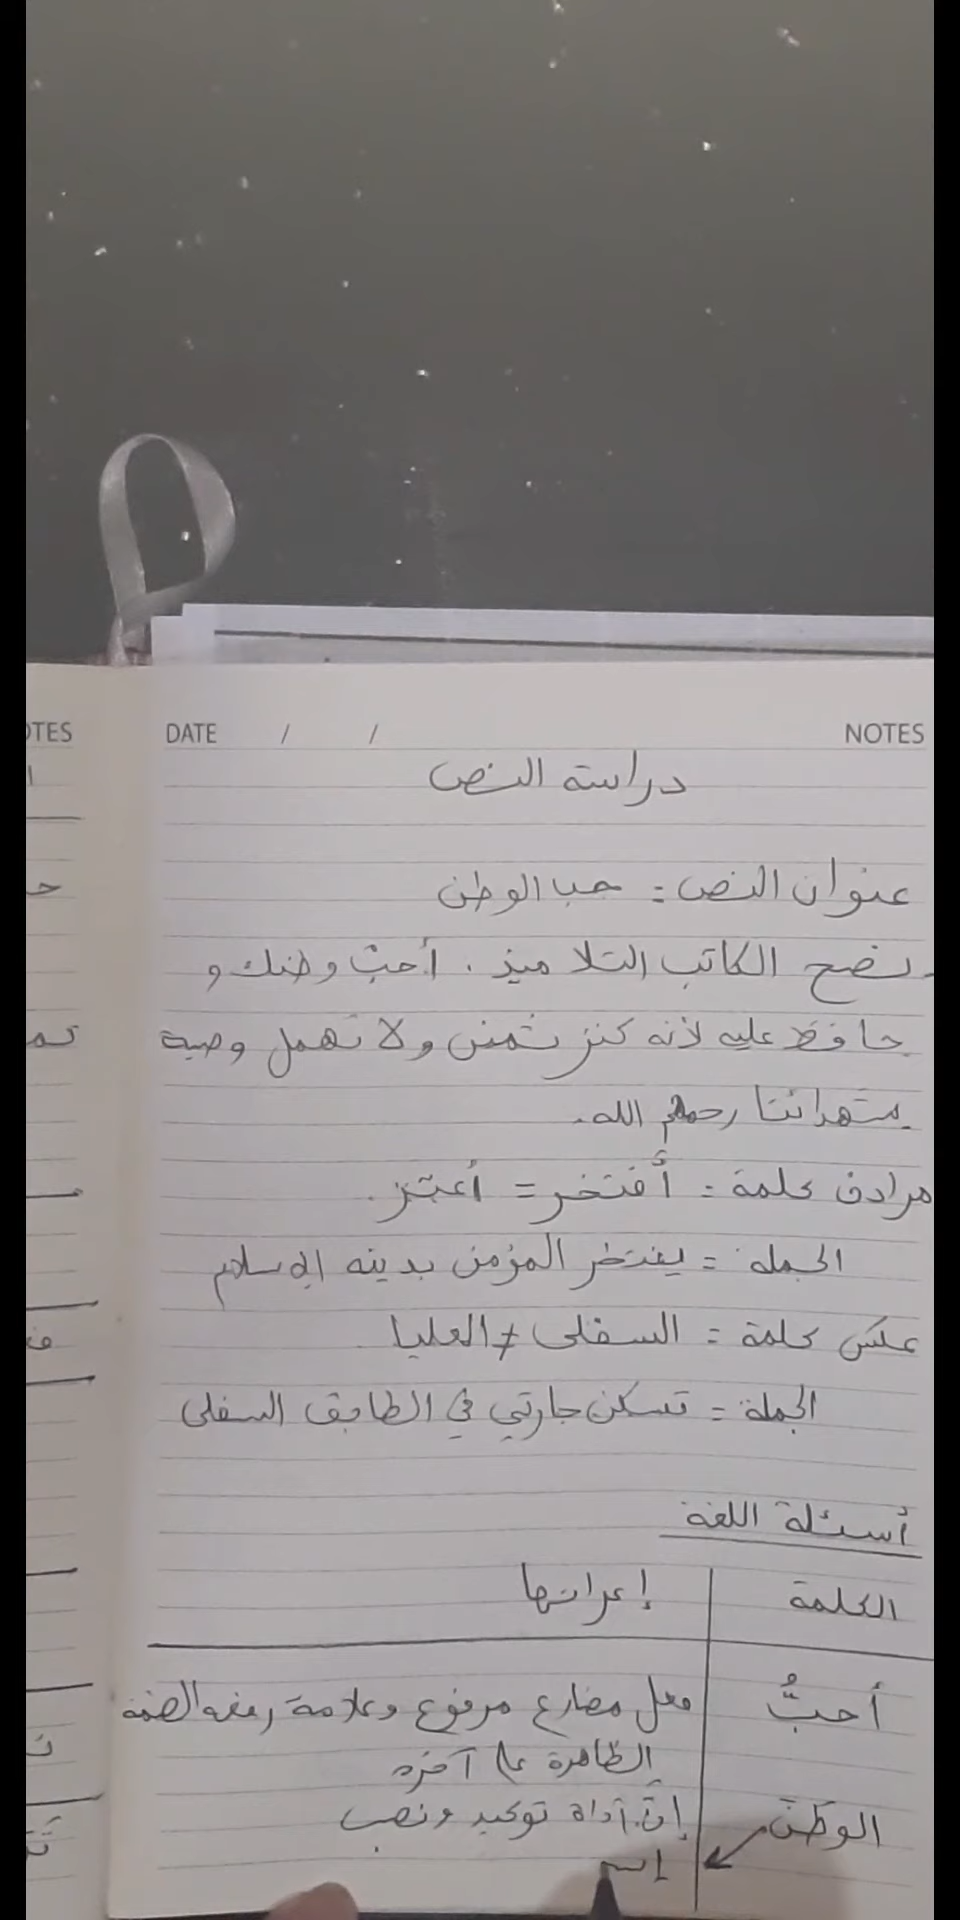 NOTES
DATE / /
دراسة النص
عنوان النص: حب الوطن
نصح الكاتب التلاميذ. أحبّ وطنك و
حافظ عليه لأنه كنز ثمين ولا تهمل وصية
شهدائنا رحمهم الله.
مرادف كلمة: أفتخر = أعتز.
الجملة = يفتخر المؤمن بدينه الإسلام
عكس كلمة = السفلى ≠ العليا
الجملة = تسكن جارتي في الطابق السفلى
أسئلة اللغة
الكلمة إعرابها
أحبُّ فعل مضارع مرفوع وعلامة رفعه الضمة
الظاهرة على آخره
الوطنَ إنّ: أداة توكيد ونصب
إسم